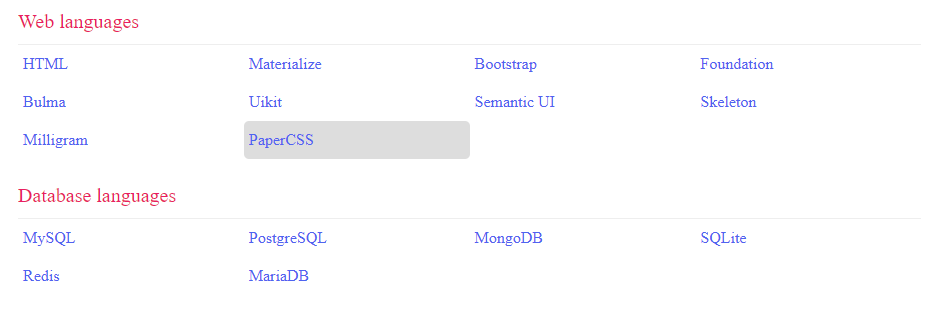 Web languages
HTML Materialize Bootstrap Foundation
Bulma Uikit Semantic UI Skeleton
Milligram PaperCSS
Database languages
MySQL PostgreSQL MongoDB SQLite
Redis MariaDB